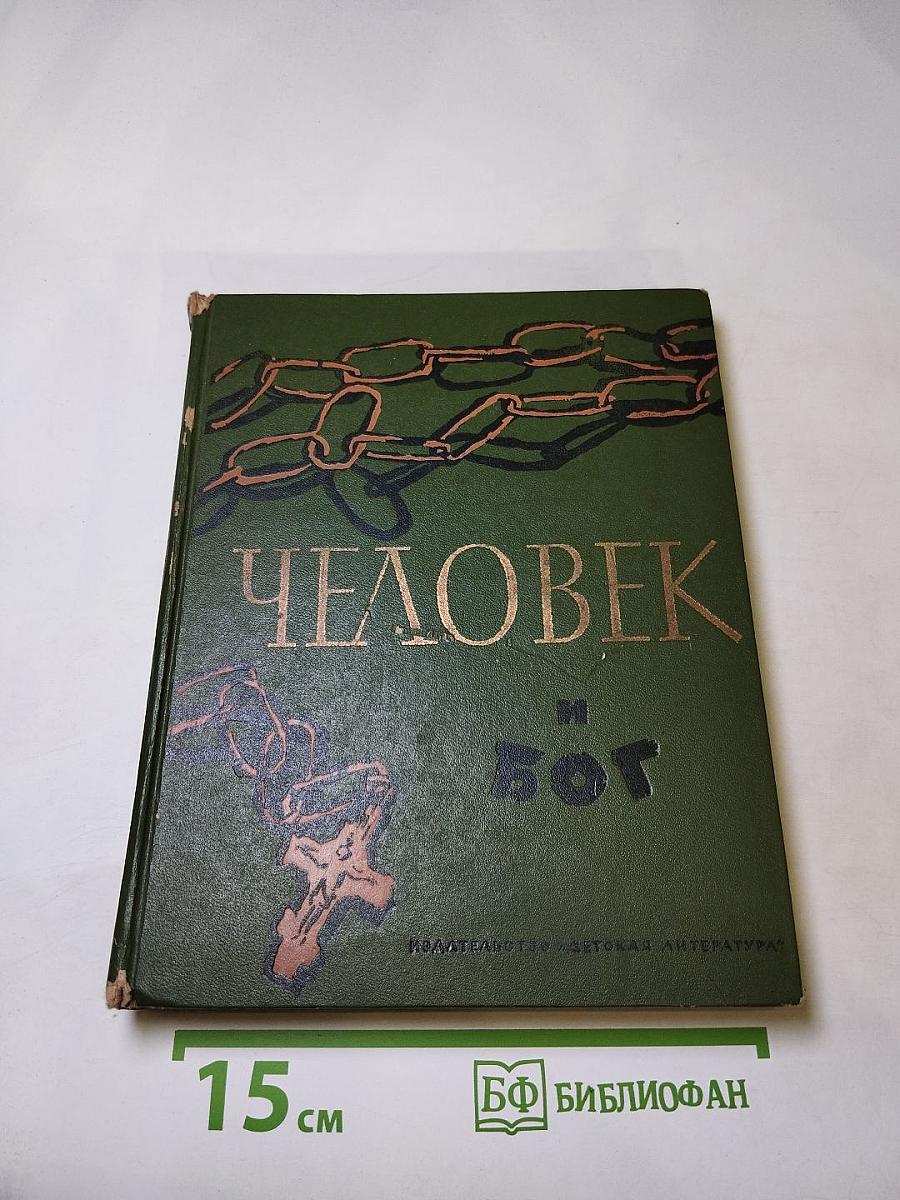 ЧЕЛОВЕК
И
БОГ
ИЗДАТЕЛЬСТВО «ДЕТСКАЯ ЛИТЕРАТУРА»
15 СМ
БФ БИБЛИОФАН